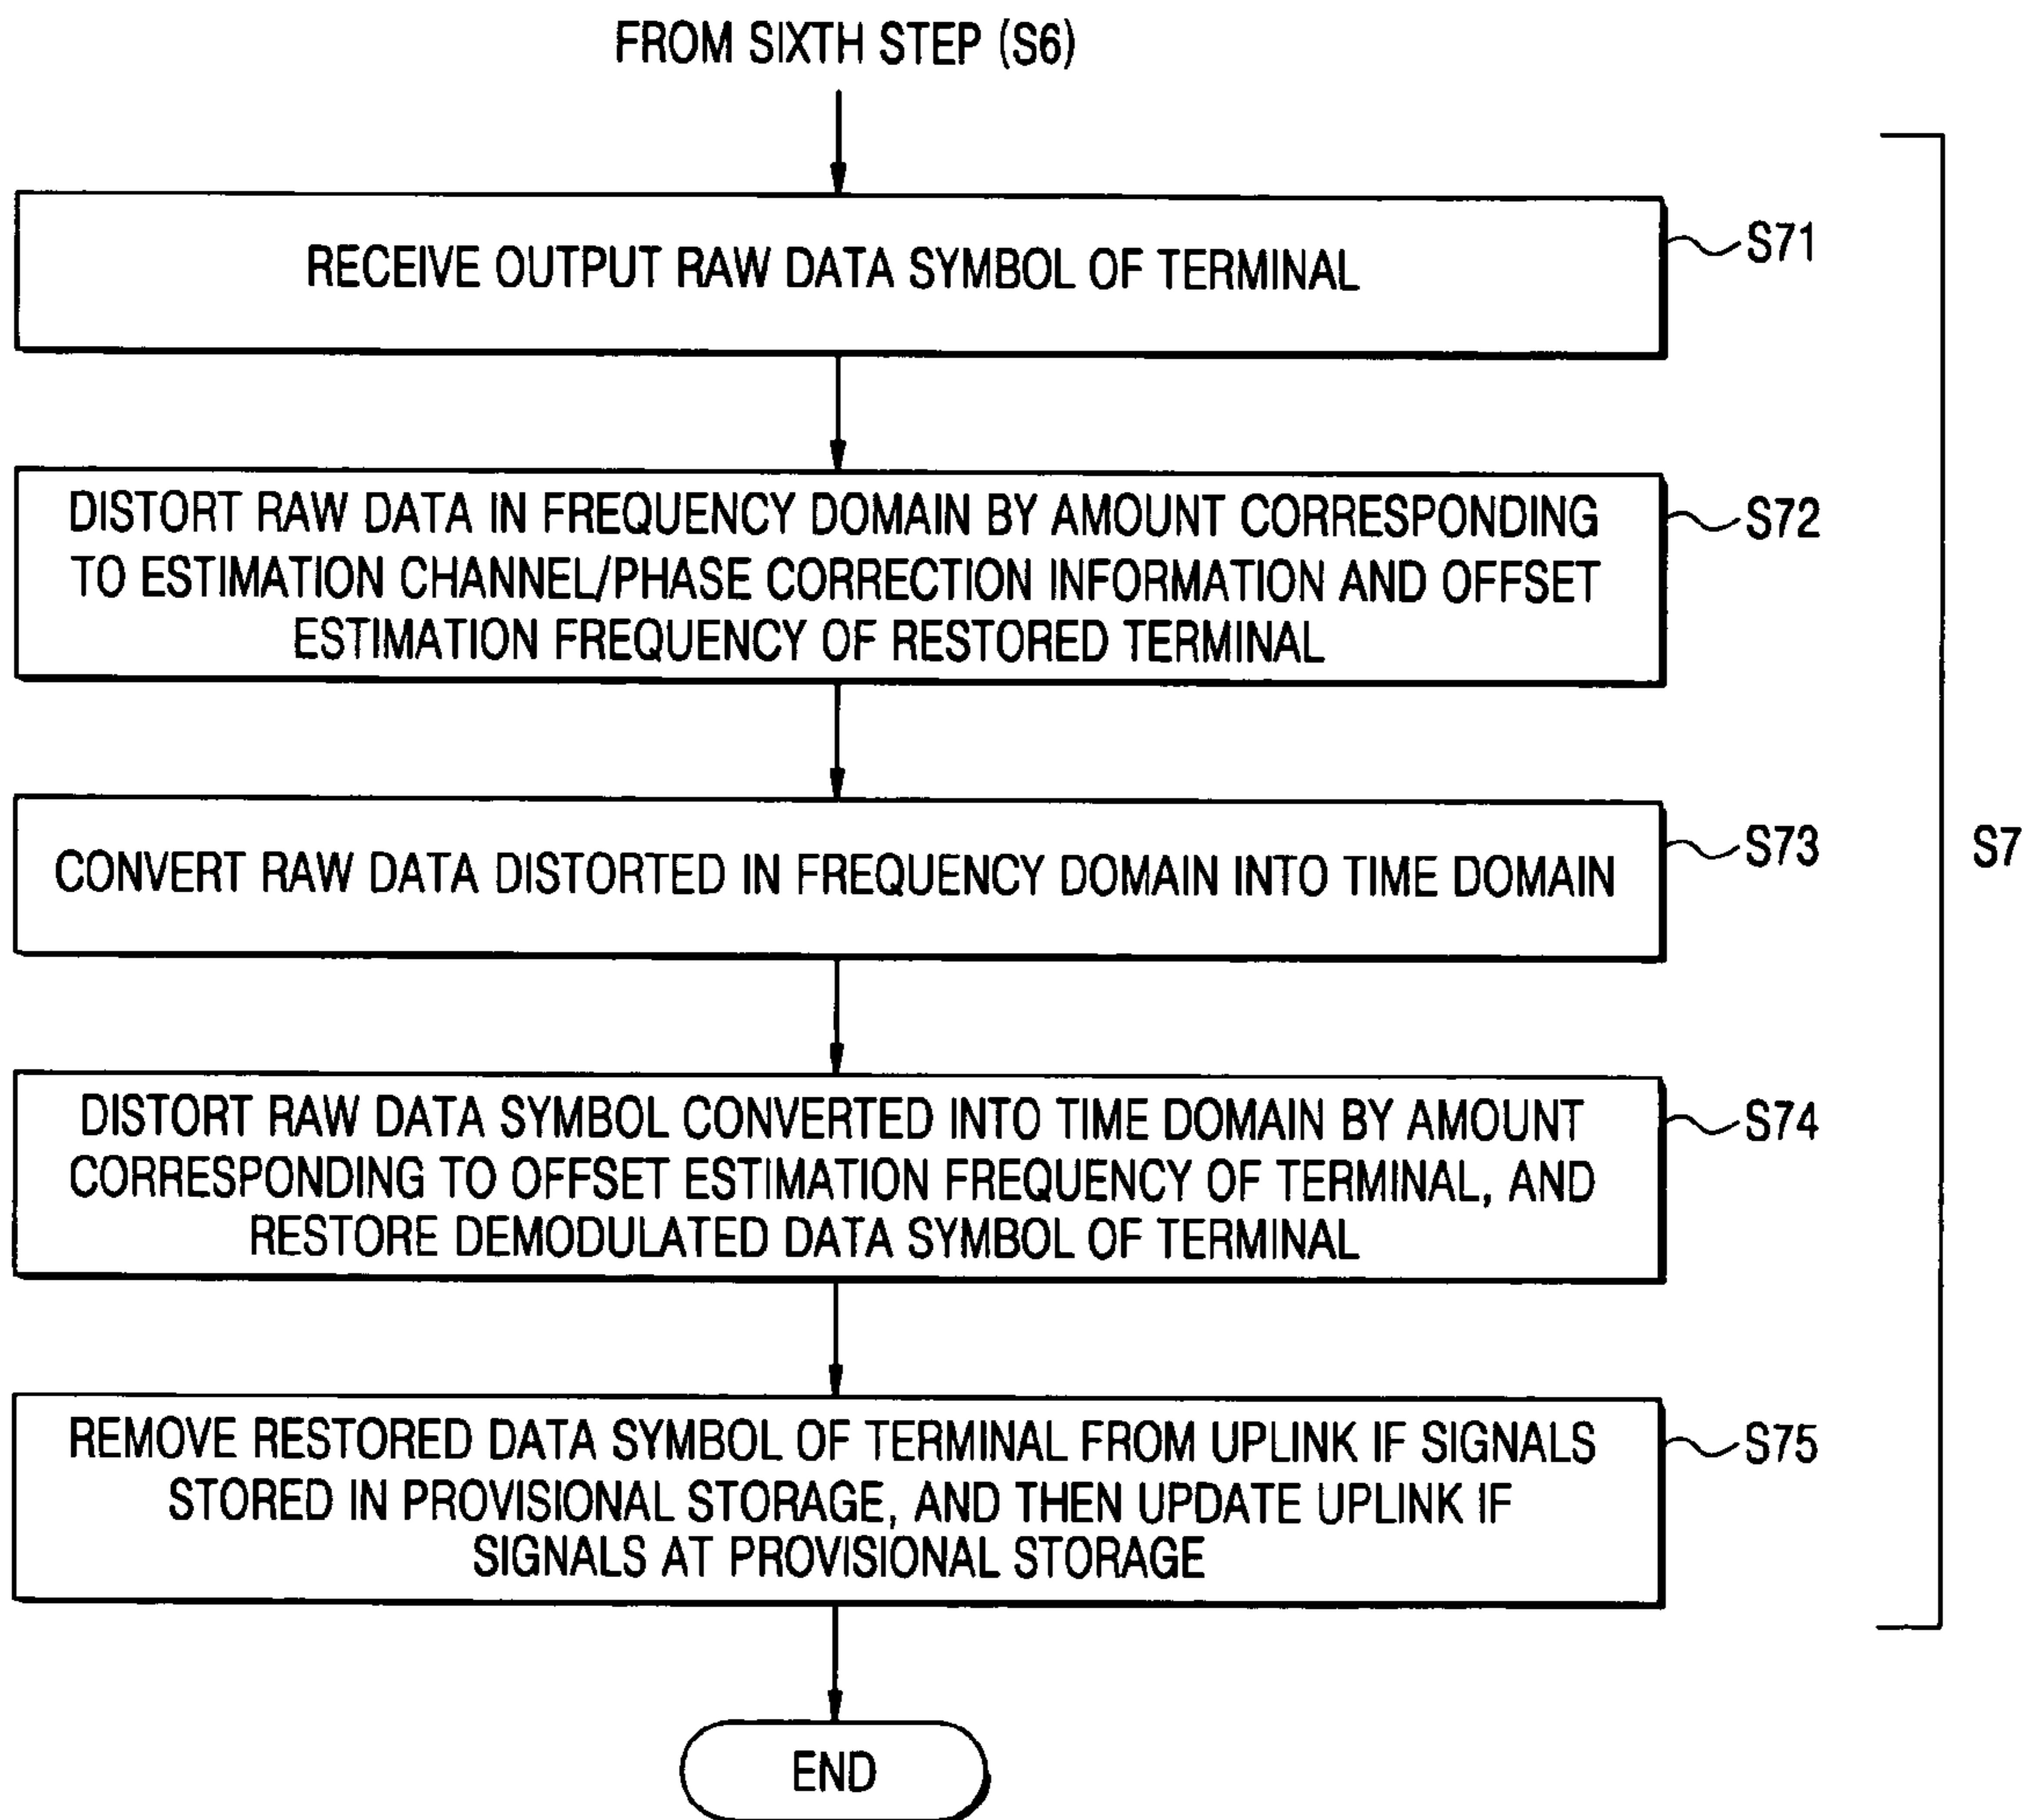 FROM SIXTH STEP (S6)
RECEIVE OUTPUT RAW DATA SYMBOL OF TERMINAL
S71
DISTORT RAW DATA IN FREQUENCY DOMAIN BY AMOUNT CORRESPONDING
TO ESTIMATION CHANNEL/PHASE CORRECTION INFORMATION AND OFFSET
ESTIMATION FREQUENCY OF RESTORED TERMINAL
S72
CONVERT RAW DATA DISTORTED IN FREQUENCY DOMAIN INTO TIME DOMAIN
S73
S7
DISTORT RAW DATA SYMBOL CONVERTED INTO TIME DOMAIN BY AMOUNT
CORRESPONDING TO OFFSET ESTIMATION FREQUENCY OF TERMINAL, AND
RESTORE DEMODULATED DATA SYMBOL OF TERMINAL
S74
REMOVE RESTORED DATA SYMBOL OF TERMINAL FROM UPLINK IF SIGNALS
STORED IN PROVISIONAL STORAGE, AND THEN UPDATE UPLINK IF
SIGNALS AT PROVISIONAL STORAGE
S75
END